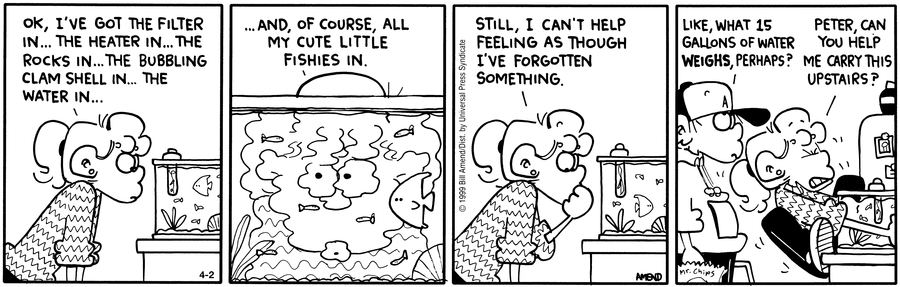 OK, I'VE GOT THE FILTER
IN... THE HEATER IN...THE
ROCKS IN...THE BUBBLING
CLAM SHELL IN... THE
WATER IN...
4-2
...AND, OF COURSE, ALL
MY CUTE LITTLE
FISHIES IN.
STILL, I CAN'T HELP
FEELING AS THOUGH
I'VE FORGOTTEN
SOMETHING.
© 1999 Bill Amend/Dist. by Universal Press Syndicate
AMEND
LIKE, WHAT 15
GALLONS OF WATER
WEIGHS, PERHAPS?
PETER, CAN
YOU HELP
ME CARRY THIS
UPSTAIRS?
A
Mr. Chips